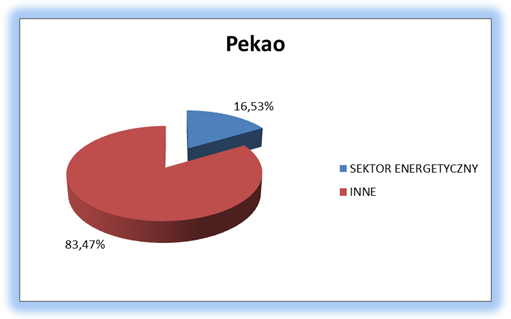 Pekao
16,53%
SEKTOR ENERGETYCZNY
INNE
83,47%